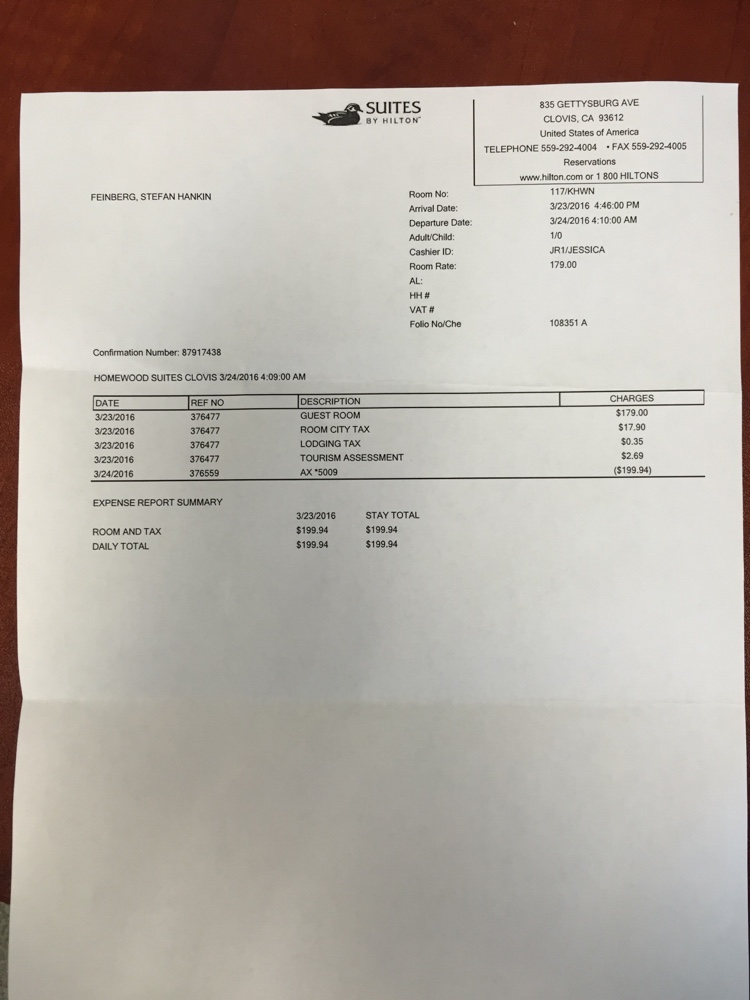 SUITES
BY HILTON™
835 GETTYSBURG AVE
CLOVIS, CA 93612
United States of America
TELEPHONE 559-292-4004 • FAX 559-292-4005
Reservations
www.hilton.com or 1 800 HILTONS
FEINBERG, STEFAN HANKIN
Room No: 117/KHWN
Arrival Date: 3/23/2016 4:46:00 PM
Departure Date: 3/24/2016 4:10:00 AM
Adult/Child: 1/0
Cashier ID: JR1/JESSICA
Room Rate: 179.00
AL:
HH #
VAT #
Folio No/Che 108351 A
Confirmation Number: 87917438
HOMEWOOD SUITES CLOVIS 3/24/2016 4:09:00 AM
DATE REF NO DESCRIPTION CHARGES
3/23/2016 376477 GUEST ROOM $179.00
3/23/2016 376477 ROOM CITY TAX $17.90
3/23/2016 376477 LODGING TAX $0.35
3/23/2016 376477 TOURISM ASSESSMENT $2.69
3/24/2016 376559 AX *5009 ($199.94)
EXPENSE REPORT SUMMARY
3/23/2016 STAY TOTAL
ROOM AND TAX $199.94 $199.94
DAILY TOTAL $199.94 $199.94